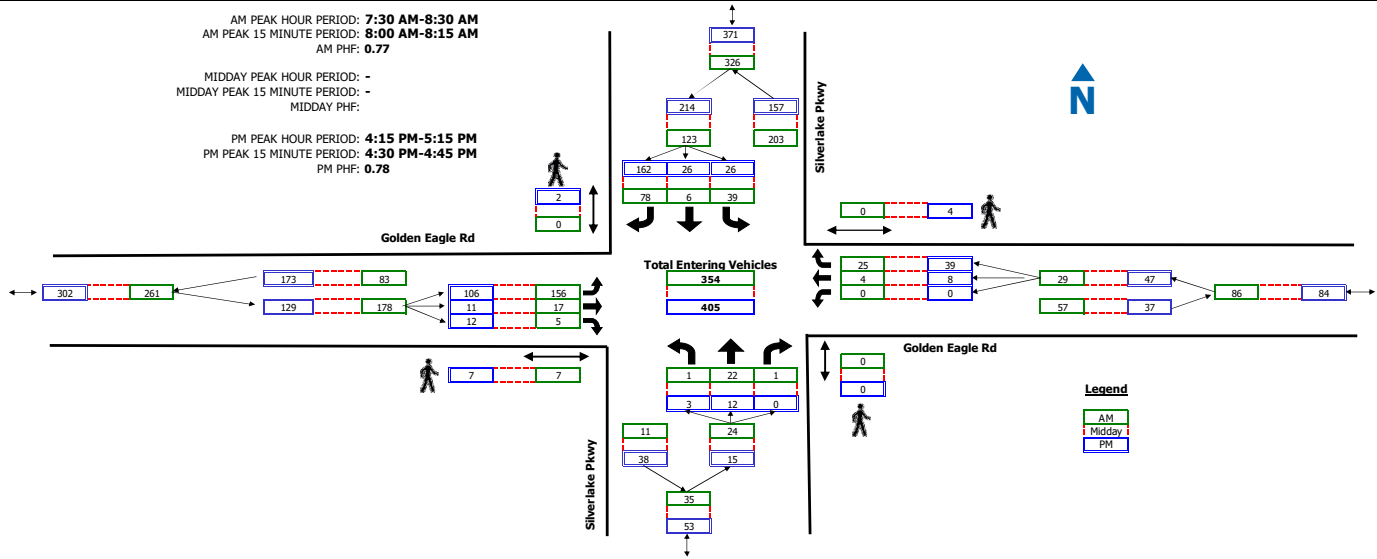 AM PEAK HOUR PERIOD: 7:30 AM-8:30 AM
AM PEAK 15 MINUTE PERIOD: 8:00 AM-8:15 AM
AM PHF: 0.77
MIDDAY PEAK HOUR PERIOD: -
MIDDAY PEAK 15 MINUTE PERIOD: -
MIDDAY PHF:
PM PEAK HOUR PERIOD: 4:15 PM-5:15 PM
PM PEAK 15 MINUTE PERIOD: 4:30 PM-4:45 PM
PM PHF: 0.78
371
326
214 157
123 203
162 26 26
78 6 39
Silverlake Pkwy
N
2
0
0 4
Golden Eagle Rd
Total Entering Vehicles
354
405
173 83
302 261
129 178
106 156
11 17
12 5
25 39
4 8
0 0
29 47
57 37
86 84
Golden Eagle Rd
7 7
1 22 1
3 12 0
11 24
38 15
35
53
Silverlake Pkwy
0
0
Legend
AM
Midday
PM